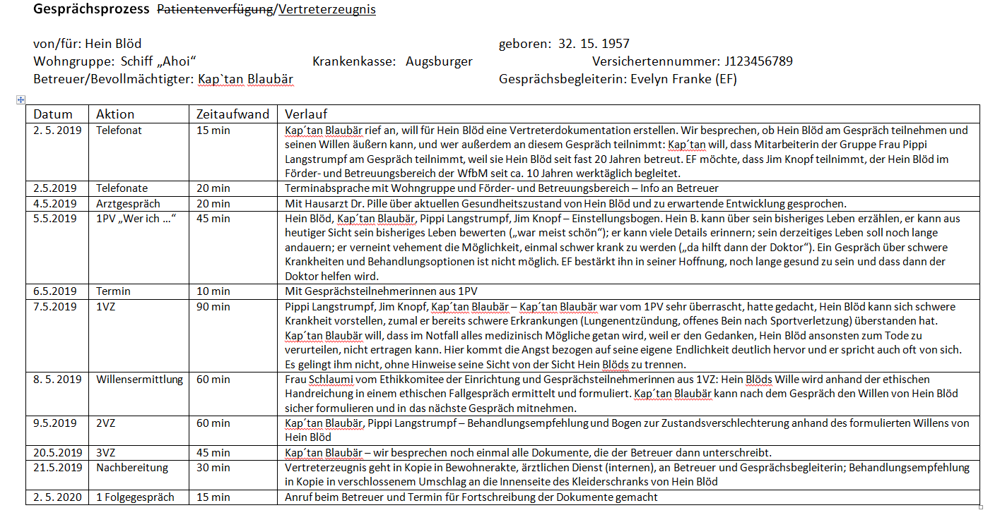 Gesprächsprozess Patientenverfügung/Vertreterzeugnis
von/für: Hein Blöd geboren: 32. 15. 1957
Wohngruppe: Schiff „Ahoi“ Krankenkasse: Augsburger Versichertennummer: J123456789
Betreuer/Bevollmächtigter: Kap`tan Blaubär Gesprächsbegleiterin: Evelyn Franke (EF)
Datum Aktion Zeitaufwand Verlauf
2. 5. 2019 Telefonat 15 min Kap´tan Blaubär rief an, will für Hein Blöd eine Vertreterdokumentation erstellen. Wir besprechen, ob Hein Blöd am Gespräch teilnehmen und
seinen Willen äußern kann, und wer außerdem an diesem Gespräch teilnimmt: Kap´tan will, dass Mitarbeiterin der Gruppe Frau Pippi
Langstrumpf am Gespräch teilnimmt, weil sie Hein Blöd seit fast 20 Jahren betreut. EF möchte, dass Jim Knopf teilnimmt, der Hein Blöd im
Förder- und Betreuungsbereich der WfbM seit ca. 10 Jahren werktäglich begleitet.
2.5.2019 Telefonate 20 min Terminabsprache mit Wohngruppe und Förder- und Betreuungsbereich – Info an Betreuer
4.5.2019 Arztgespräch 20 min Mit Hausarzt Dr. Pille über aktuellen Gesundheitszustand von Hein Blöd und zu erwartende Entwicklung gesprochen.
5.5.2019 1PV „Wer ich …“ 45 min Hein Blöd, Kap´tan Blaubär, Pippi Langstrumpf, Jim Knopf – Einstellungsbogen. Hein B. kann über sein bisheriges Leben erzählen, er kann aus
heutiger Sicht sein bisheriges Leben bewerten („war meist schön“); er kann viele Details erinnern; sein derzeitiges Leben soll noch lange
andauern; er verneint vehement die Möglichkeit, einmal schwer krank zu werden („da hilft dann der Doktor“). Ein Gespräch über schwere
Krankheiten und Behandlungsoptionen ist nicht möglich. EF bestärkt ihn in seiner Hoffnung, noch lange gesund zu sein und dass dann der
Doktor helfen wird.
6.5.2019 Termin 10 min Mit Gesprächsteilnehmerinnen aus 1PV
7.5.2019 1VZ 90 min Pippi Langstrumpf, Jim Knopf, Kap´tan Blaubär – Kap´tan Blaubär war vom 1PV sehr überrascht, hatte gedacht, Hein Blöd kann sich schwere
Krankheit vorstellen, zumal er bereits schwere Erkrankungen (Lungenentzündung, offenes Bein nach Sportverletzung) überstanden hat.
Kap´tan Blaubär will, dass im Notfall alles medizinisch Mögliche getan wird, weil er den Gedanken, Hein Blöd ansonsten zum Tode zu
verurteilen, nicht ertragen kann. Hier kommt die Angst bezogen auf seine eigene Endlichkeit deutlich hervor und er spricht auch oft von sich.
Es gelingt ihm nicht, ohne Hinweise seine Sicht von der Sicht Hein Blöds zu trennen.
8. 5. 2019 Willensermittlung 60 min Frau Schlaumi vom Ethikkomitee der Einrichtung und Gesprächsteilnehmerinnen aus 1VZ: Hein Blöds Wille wird anhand der ethischen
Handreichung in einem ethischen Fallgespräch ermittelt und formuliert. Kap´tan Blaubär kann nach dem Gespräch den Willen von Hein Blöd
sicher formulieren und in das nächste Gespräch mitnehmen.
9.5.2019 2VZ 60 min Kap´tan Blaubär, Pippi Langstrumpf – Behandlungsempfehlung und Bogen zur Zustandsverschlechterung anhand des formulierten Willens von
Hein Blöd
20.5.2019 3VZ 45 min Kap´tan Blaubär – wir besprechen noch einmal alle Dokumente, die der Betreuer dann unterschreibt.
21.5.2019 Nachbereitung 30 min Vertreterzeugnis geht in Kopie in Bewohnerakte, ärztlichen Dienst (internen), an Betreuer und Gesprächsbegleiterin; Behandlungsempfehlung
in Kopie in verschlossenem Umschlag an die Innenseite des Kleiderschranks von Hein Blöd
2. 5. 2020 1 Folgegespräch 15 min Anruf beim Betreuer und Termin für Fortschreibung der Dokumente gemacht